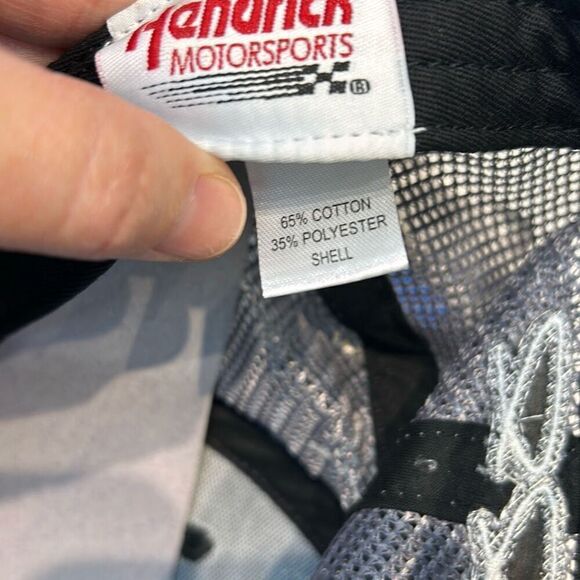 Hendrick
MOTORSPORTS
®
65% COTTON
35% POLYESTER
SHELL